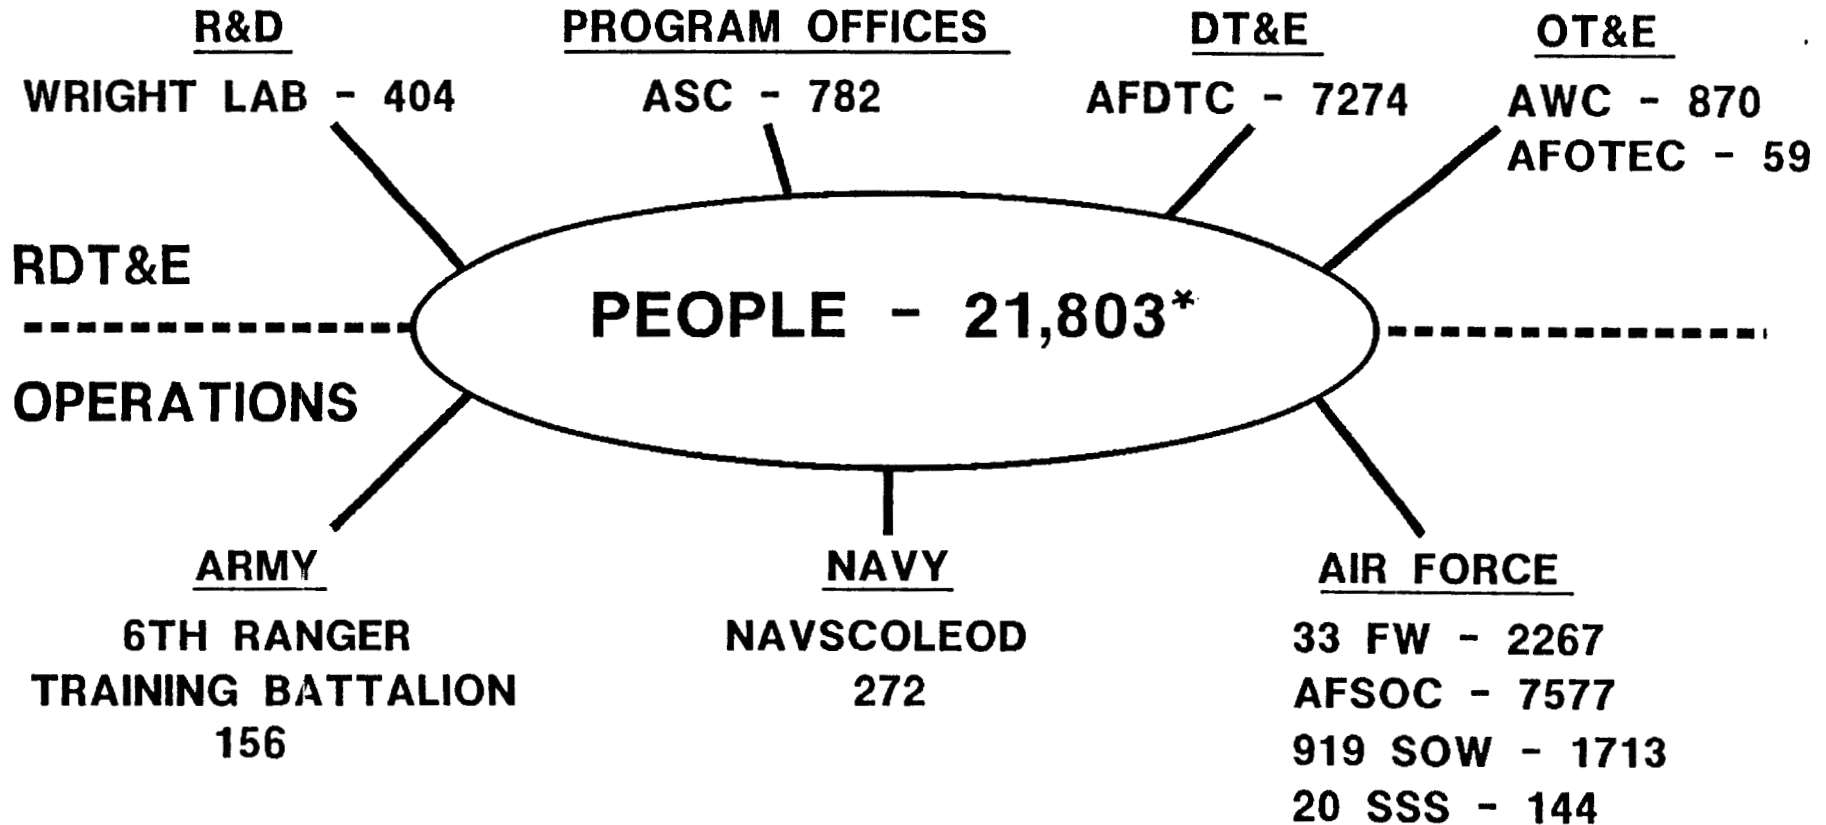 R&D
WRIGHT LAB - 404
PROGRAM OFFICES
ASC - 782
DT&E
AFDTC - 7274
OT&E
AWC - 870
AFOTEC - 59
RDT&E
PEOPLE - 21,803*
OPERATIONS
ARMY
6TH RANGER
TRAINING BATTALION
156
NAVY
NAVSCOLEOD
272
AIR FORCE
33 FW - 2267
AFSOC - 7577
919 SOW - 1713
20 SSS - 144